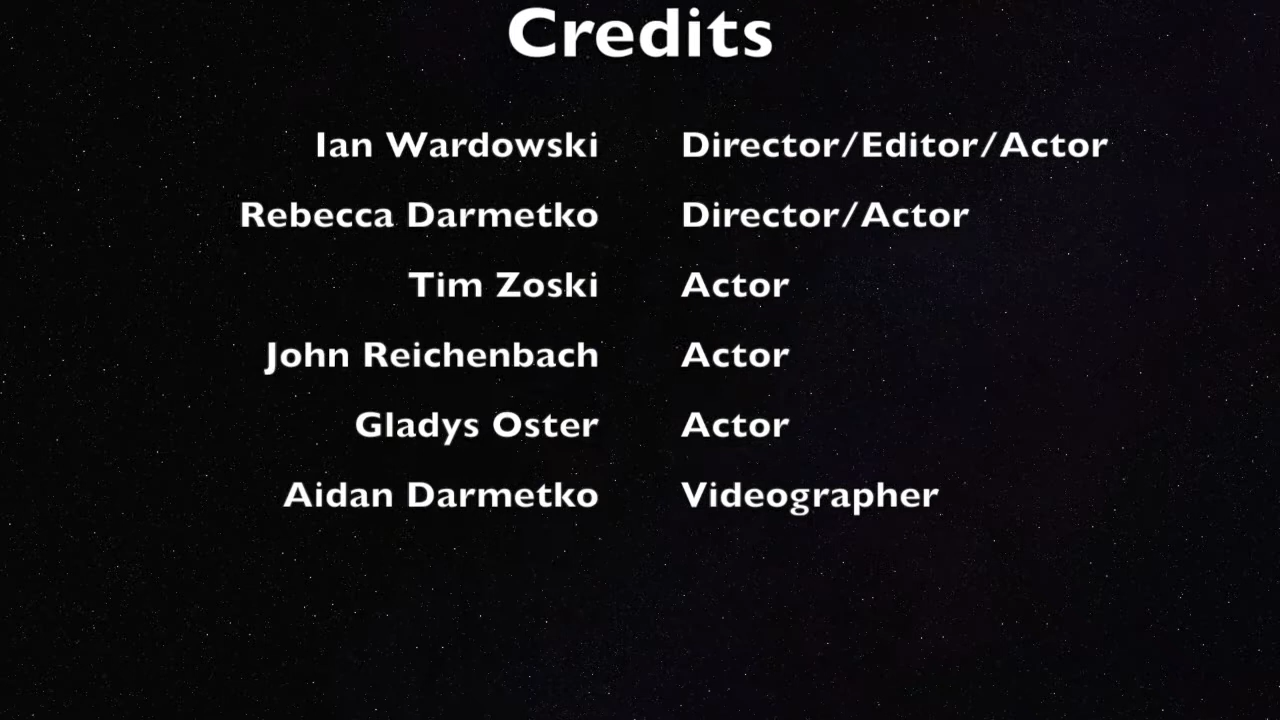 Credits
Ian Wardowski Director/Editor/Actor
Rebecca Darmetko Director/Actor
Tim Zoski Actor
John Reichenbach Actor
Gladys Oster Actor
Aidan Darmetko Videographer